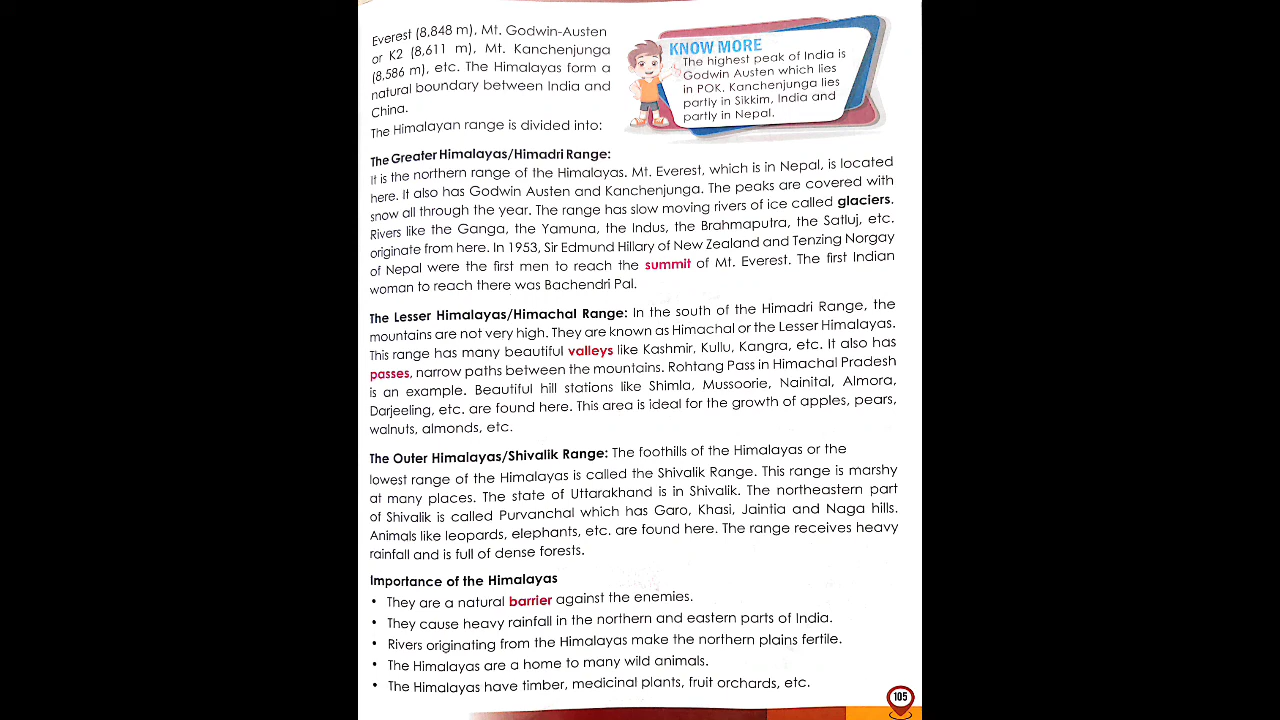 Everest (8,848 m), Mt. Godwin-Austen
or K2 (8,611 m), Mt. Kanchenjunga
(8,586 m), etc. The Himalayas form a
natural boundary between India and
China.
The Himalayan range is divided into:
KNOW MORE
The highest peak of India is
Godwin Austen which lies
in POK. Kanchenjunga lies
partly in Sikkim, India and
partly in Nepal.
The Greater Himalayas/Himadri Range:
It is the northern range of the Himalayas. Mt. Everest, which is in Nepal, is located
here. It also has Godwin Austen and Kanchenjunga. The peaks are covered with
snow all through the year. The range has slow moving rivers of ice called glaciers.
Rivers like the Ganga, the Yamuna, the Indus, the Brahmaputra, the Satluj, etc.
originate from here. In 1953, Sir Edmund Hillary of New Zealand and Tenzing Norgay
of Nepal were the first men to reach the summit of Mt. Everest. The first Indian
woman to reach there was Bachendri Pal.
The Lesser Himalayas/Himachal Range: In the south of the Himadri Range, the
mountains are not very high. They are known as Himachal or the Lesser Himalayas.
This range has many beautiful valleys like Kashmir, Kullu, Kangra, etc. It also has
passes, narrow paths between the mountains. Rohtang Pass in Himachal Pradesh
is an example. Beautiful hill stations like Shimla, Mussoorie, Nainital, Almora,
Darjeeling, etc. are found here. This area is ideal for the growth of apples, pears,
walnuts, almonds, etc.
The Outer Himalayas/Shivalik Range: The foothills of the Himalayas or the
lowest range of the Himalayas is called the Shivalik Range. This range is marshy
at many places. The state of Uttarakhand is in Shivalik. The northeastern part
of Shivalik is called Purvanchal which has Garo, Khasi, Jaintia and Naga hills.
Animals like leopards, elephants, etc. are found here. The range receives heavy
rainfall and is full of dense forests.
Importance of the Himalayas
• They are a natural barrier against the enemies.
• They cause heavy rainfall in the northern and eastern parts of India.
• Rivers originating from the Himalayas make the northern plains fertile.
• The Himalayas are a home to many wild animals.
• The Himalayas have timber, medicinal plants, fruit orchards, etc.
105